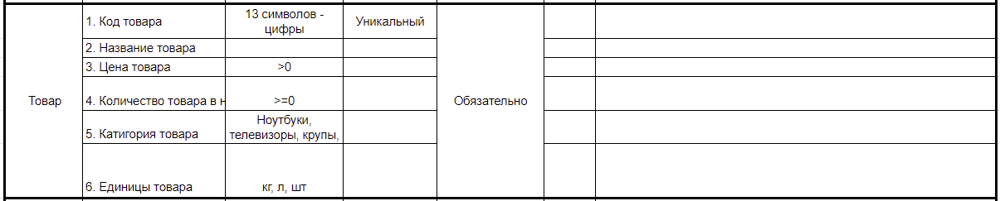 Товар
1. Код товара
13 символов -
цифры
Уникальный
Обязательно
2. Название товара
3. Цена товара
>0
4. Количество товара в н
>=0
5. Катигория товара
Ноутбуки,
телевизоры, крупы,
6. Единицы товара
кг, л, шт